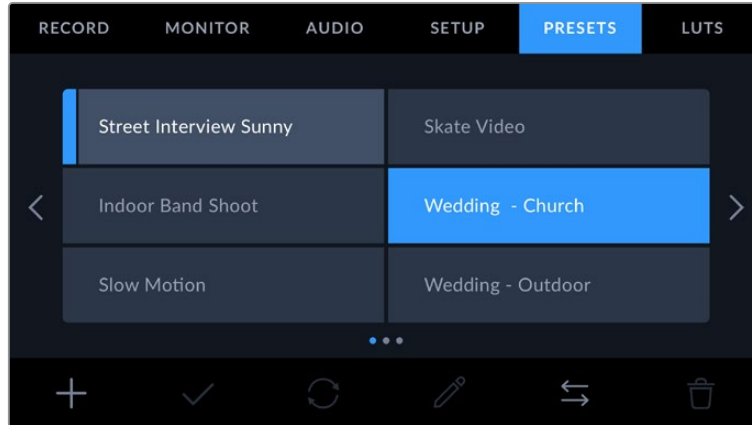 RECORD MONITOR AUDIO SETUP PRESETS LUTS
Street Interview Sunny Skate Video
Indoor Band Shoot Wedding - Church
Slow Motion Wedding - Outdoor